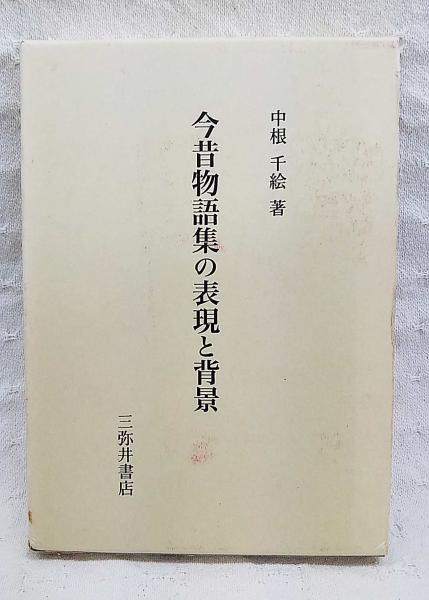 中根 千絵 著
今昔物語集の表現と背景
三弥井書店